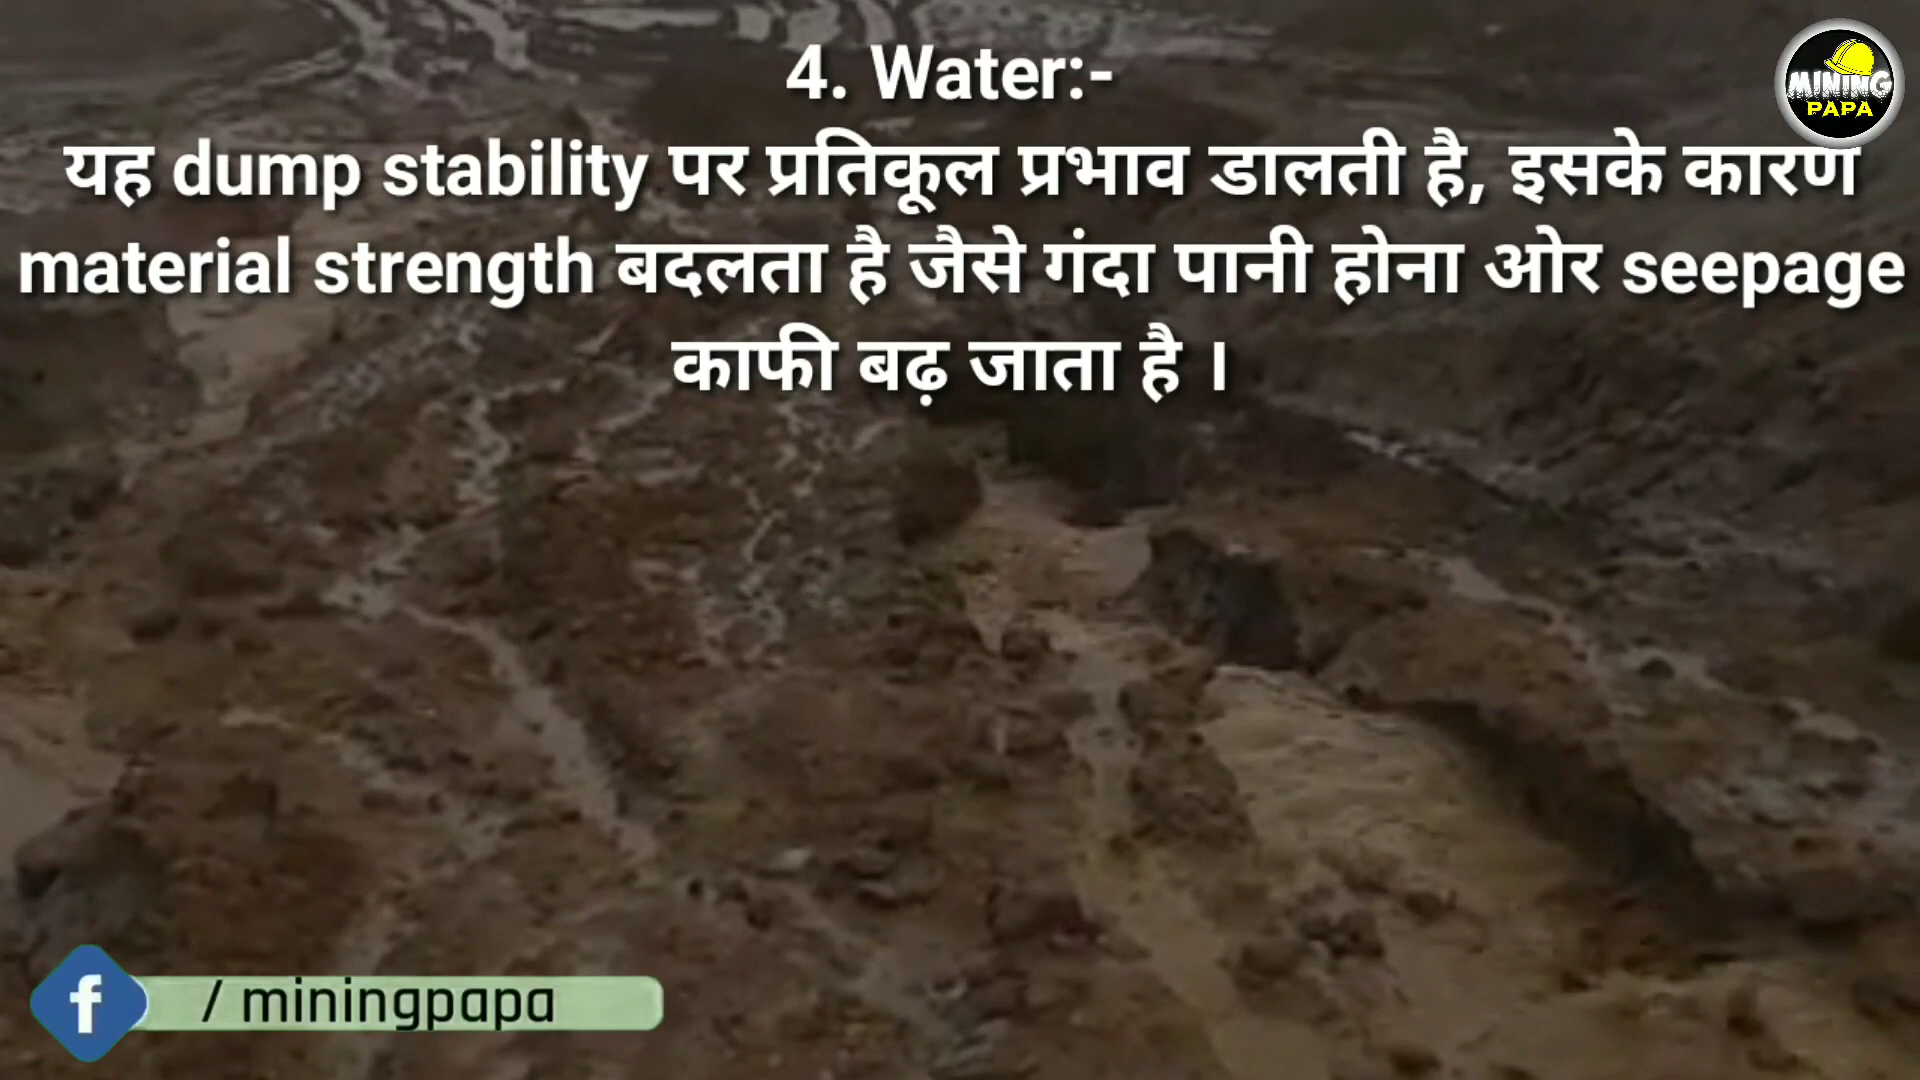 4. Water:-
MINING
PAPA
यह dump stability पर प्रतिकूल प्रभाव डालती है, इसके कारण
material strength बदलता है जैसे गंदा पानी होना ओर seepage
काफी बढ़ जाता है ।
f / miningpapa